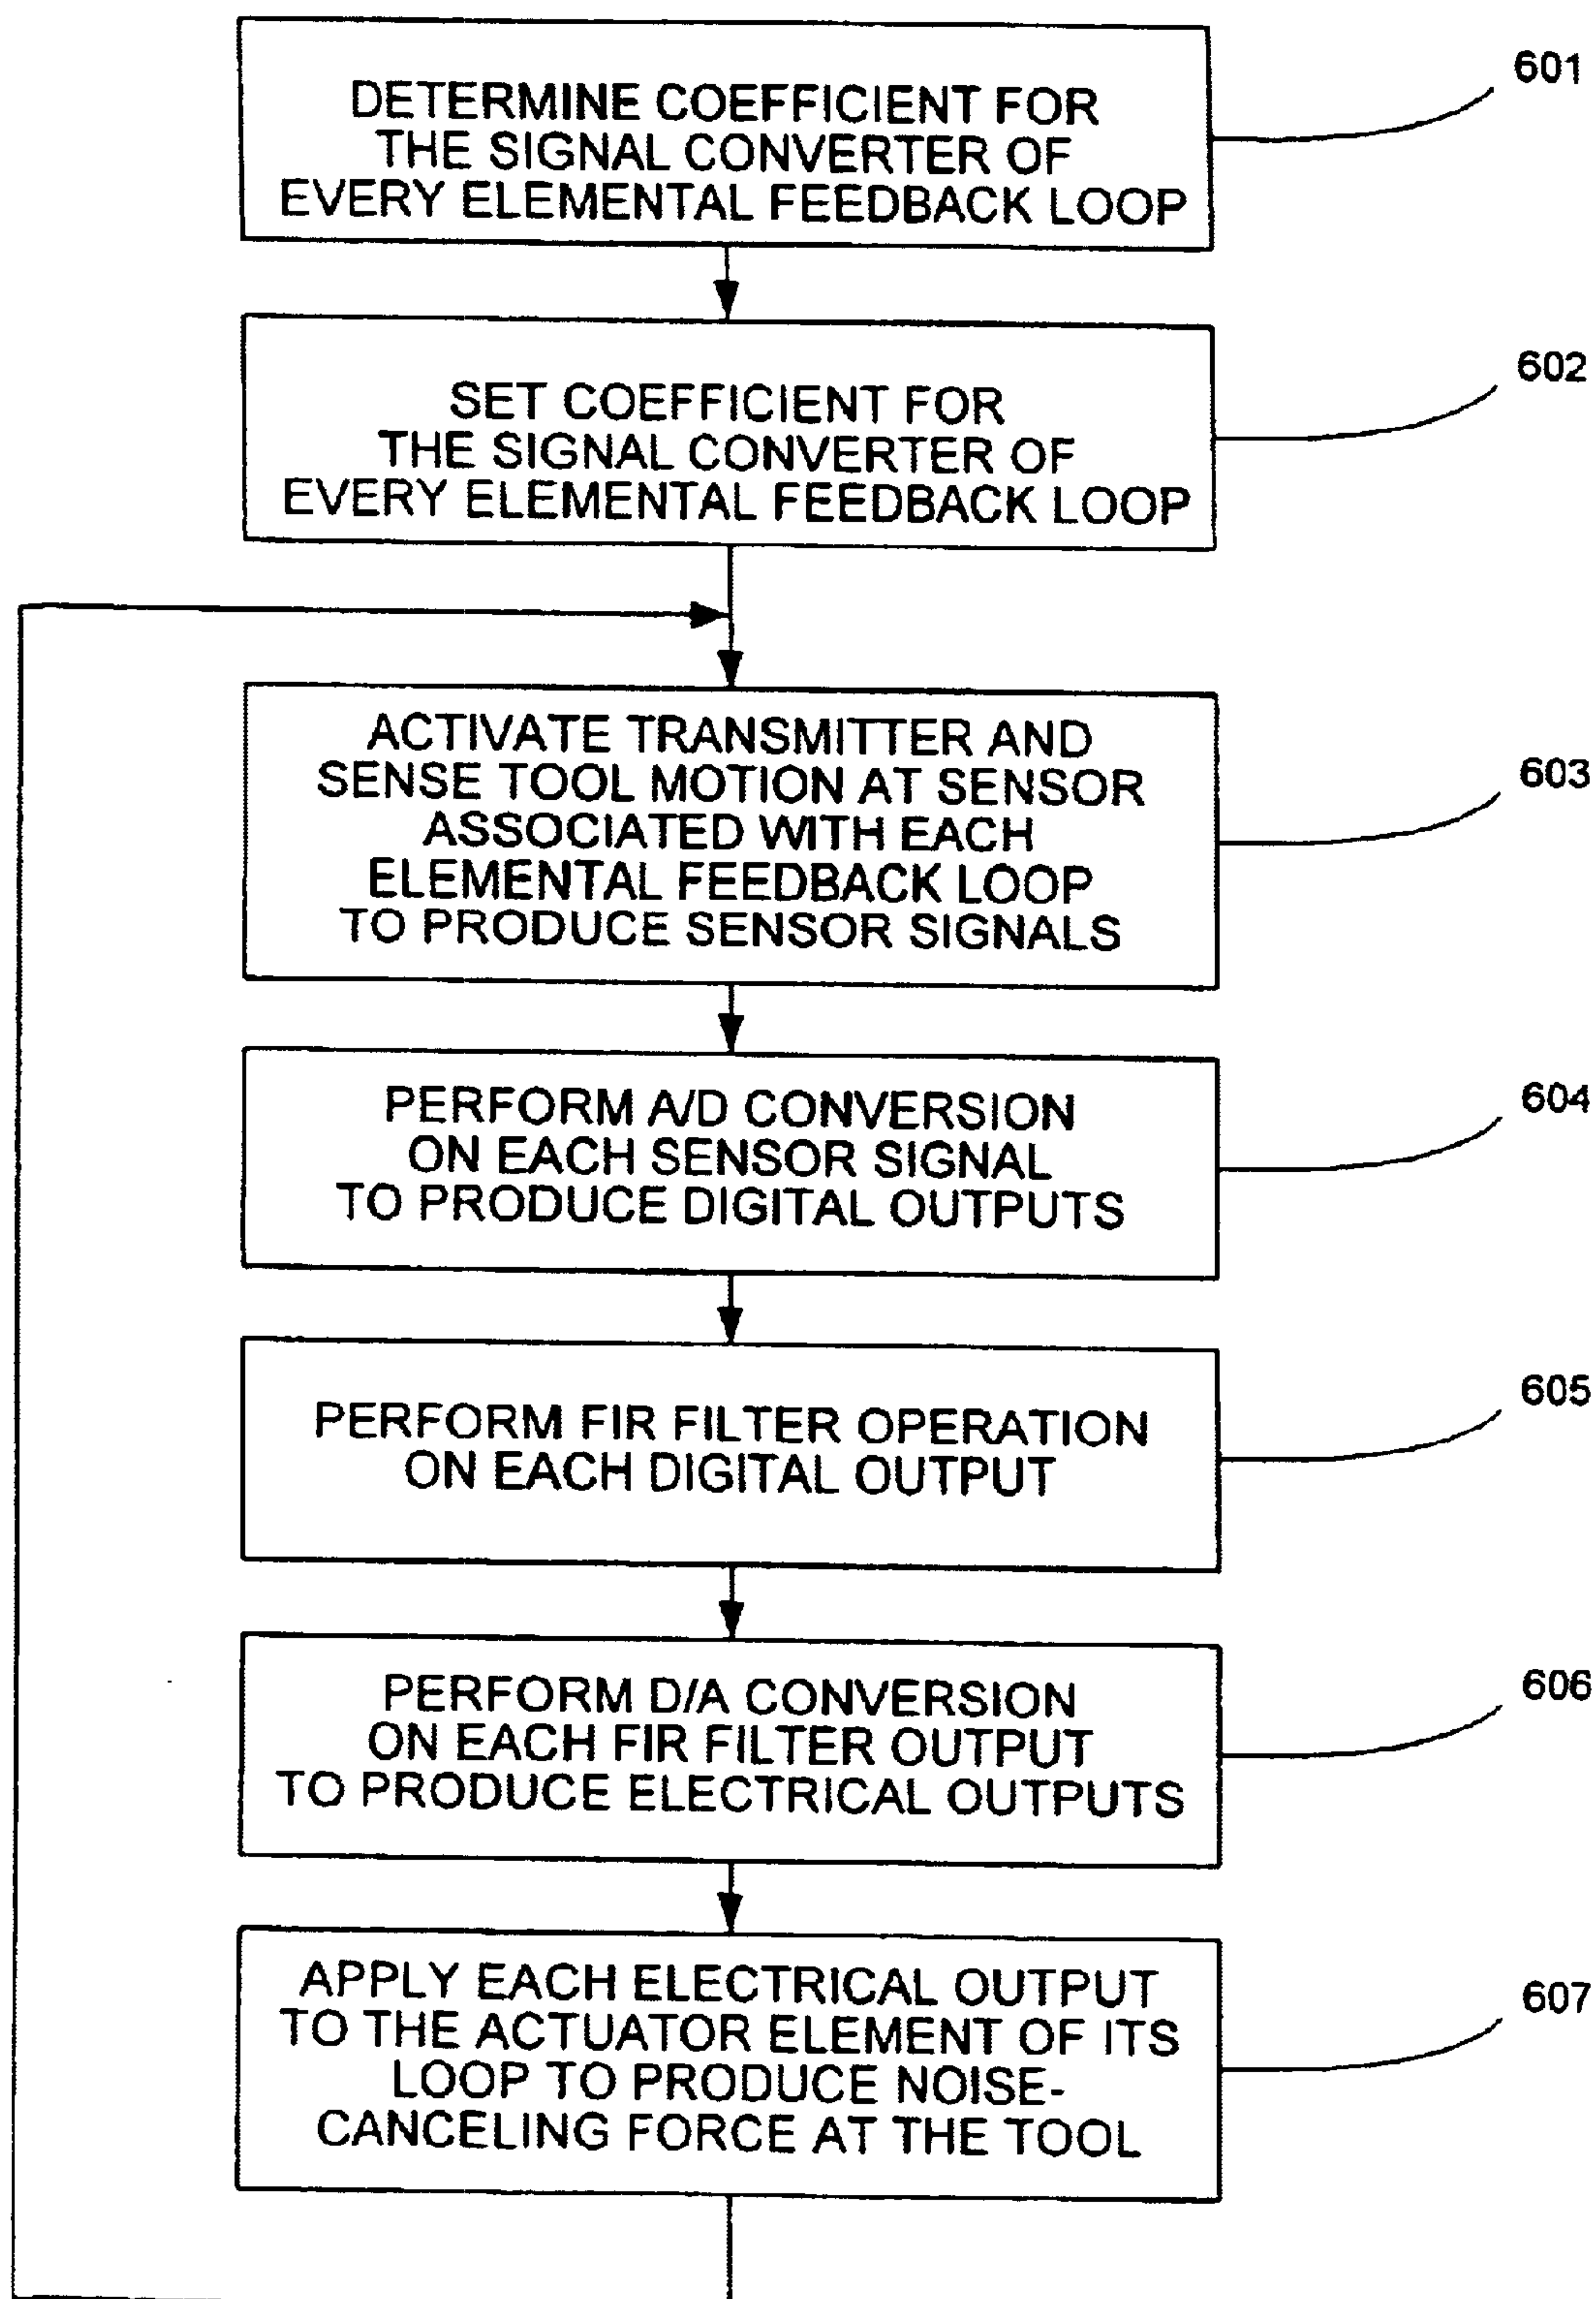 601
DETERMINE COEFFICIENT FOR
THE SIGNAL CONVERTER OF
EVERY ELEMENTAL FEEDBACK LOOP
602
SET COEFFICIENT FOR
THE SIGNAL CONVERTER OF
EVERY ELEMENTAL FEEDBACK LOOP
603
ACTIVATE TRANSMITTER AND
SENSE TOOL MOTION AT SENSOR
ASSOCIATED WITH EACH
ELEMENTAL FEEDBACK LOOP
TO PRODUCE SENSOR SIGNALS
604
PERFORM A/D CONVERSION
ON EACH SENSOR SIGNAL
TO PRODUCE DIGITAL OUTPUTS
605
PERFORM FIR FILTER OPERATION
ON EACH DIGITAL OUTPUT
606
PERFORM D/A CONVERSION
ON EACH FIR FILTER OUTPUT
TO PRODUCE ELECTRICAL OUTPUTS
607
APPLY EACH ELECTRICAL OUTPUT
TO THE ACTUATOR ELEMENT OF ITS
LOOP TO PRODUCE NOISE-
CANCELING FORCE AT THE TOOL